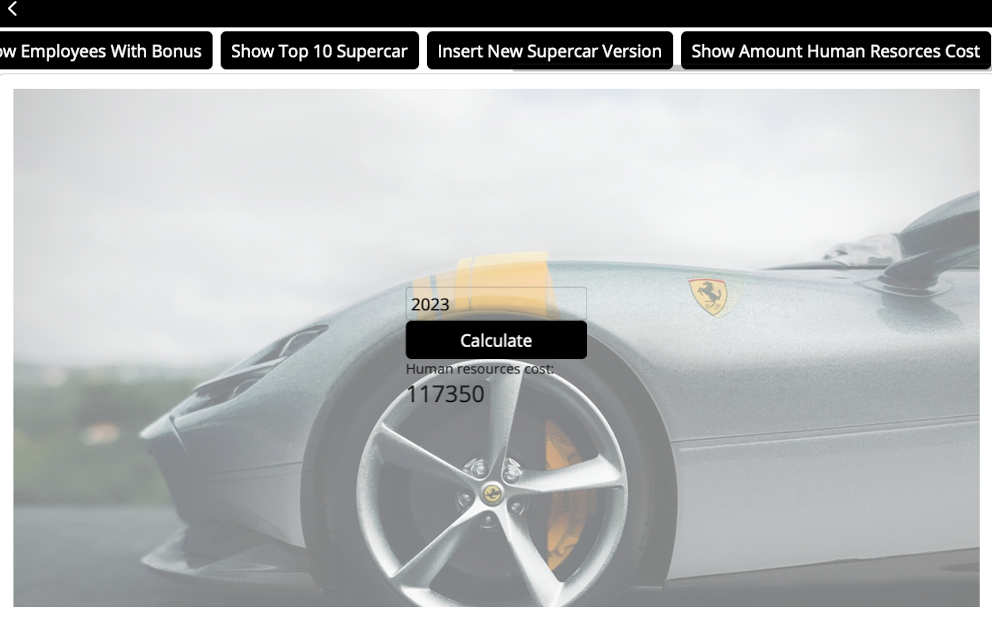 ow Employees With Bonus
Show Top 10 Supercar
Insert New Supercar Version
Show Amount Human Resorces Cost
2023
Calculate
Human resources cost:
117350